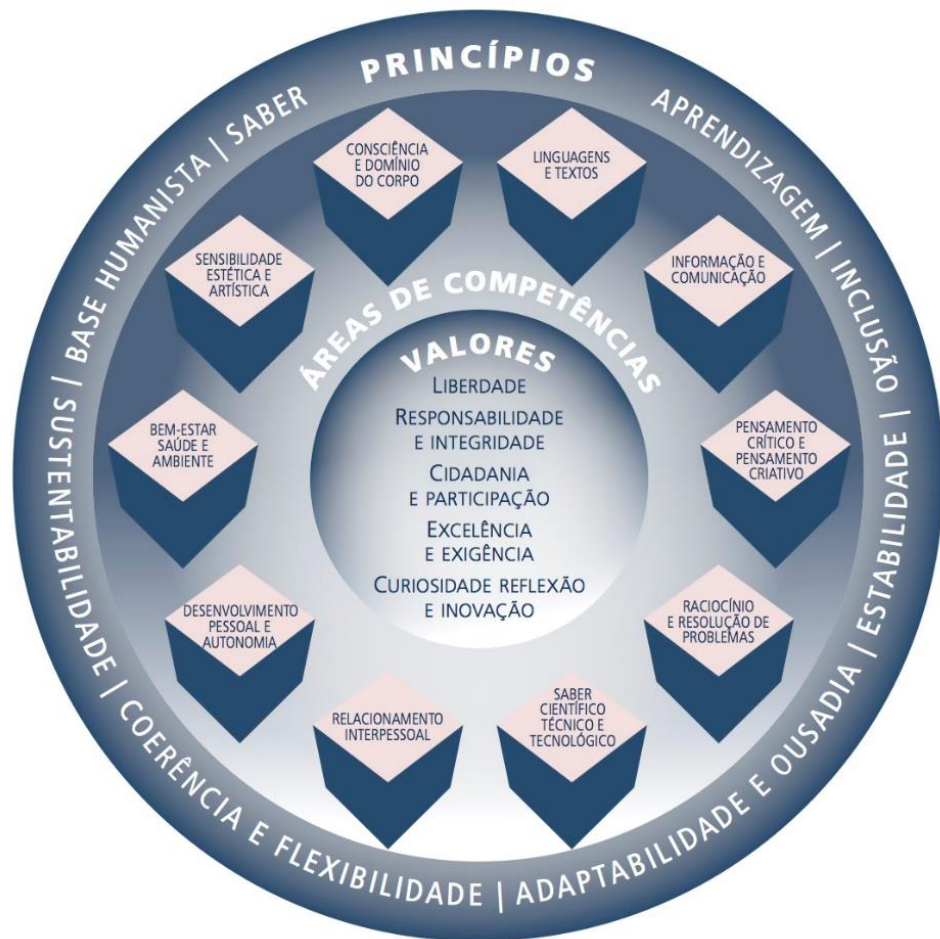 PRINCÍPIOS
BASE HUMANISTA | SABER
APRENDIZAGEM | INCLUSÃO | ESTABILIDADE |
ADAPTABILIDADE E OUSADIA |
COERÊNCIA E FLEXIBILIDADE |
SUSTENTABILIDADE |
ÁREAS DE COMPETÊNCIAS
CONSCIÊNCIA
E DOMÍNIO
DO CORPO
LINGUAGENS
E TEXTOS
INFORMAÇÃO E
COMUNICAÇÃO
PENSAMENTO
CRÍTICO E
PENSAMENTO
CRIATIVO
RACIOCÍNIO
E RESOLUÇÃO DE
PROBLEMAS
SABER
CIENTÍFICO
TÉCNICO E
TECNOLÓGICO
RELACIONAMENTO
INTERPESSOAL
DESENVOLVIMENTO
PESSOAL E
AUTONOMIA
BEM-ESTAR
SAÚDE E
AMBIENTE
SENSIBILIDADE
ESTÉTICA E
ARTÍSTICA
VALORES
LIBERDADE
RESPONSABILIDADE
E INTEGRIDADE
CIDADANIA
E PARTICIPAÇÃO
EXCELÊNCIA
E EXIGÊNCIA
CURIOSIDADE REFLEXÃO
E INOVAÇÃO